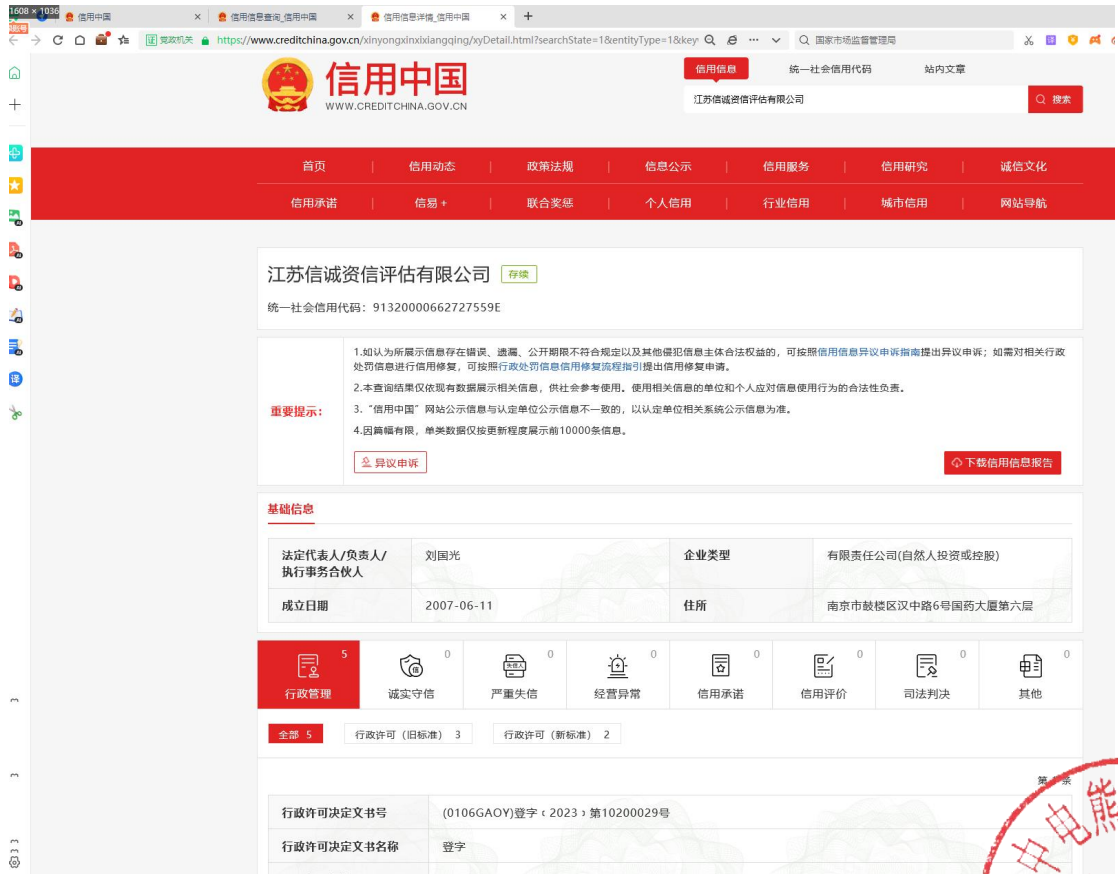 1608 × 1036
信用中国
信用信息查询_信用中国
信用信息详情_信用中国
党政机关
https://www.creditchina.gov.cn/xinyongxinxixiangqing/xyDetail.html?searchState=1&entityType=1&key
国家市场监督管理局
信用中国
WWW.CREDITCHINA.GOV.CN
信用信息 统一社会信用代码 站内文章
江苏信诚资信评估有限公司 搜索
首页 信用动态 政策法规 信息公示 信用服务 信用研究 诚信文化
信用承诺 信易+ 联合奖惩 个人信用 行业信用 城市信用 网站导航
江苏信诚资信评估有限公司 存续
统一社会信用代码：91320000662727559E
重要提示：
1.如认为所展示信息存在错误、遗漏、公开期限不符合规定以及其他侵犯信息主体合法权益的，可按照信用信息异议申诉指南提出异议申诉；如需对相关行政
处罚信息进行信用修复，可按照行政处罚信息信用修复流程指引提出信用修复申请。
2.本查询结果仅依现有数据展示相关信息，供社会参考使用。使用相关信息的单位和个人应对信息使用行为的合法性负责。
3.“信用中国”网站公示信息与认定单位公示信息不一致的，以认定单位相关系统公示信息为准。
4.因篇幅有限，单类数据仅按更新程度展示前10000条信息。
异议申诉 下载信用信息报告
基础信息
法定代表人/负责人/
执行事务合伙人
刘国光
企业类型 有限责任公司(自然人投资或控股)
成立日期 2007-06-11 住所 南京市鼓楼区汉中路6号国药大厦第六层
5 0 0 0 0 0 0 0
行政管理 诚实守信 严重失信 经营异常 信用承诺 信用评价 司法判决 其他
全部 5 行政许可（旧标准） 3 行政许可（新标准） 2
第 条
行政许可决定文书号 (0106GAOY)登字﹝2023﹞第10200029号
行政许可决定文书名称 登字
中电熊